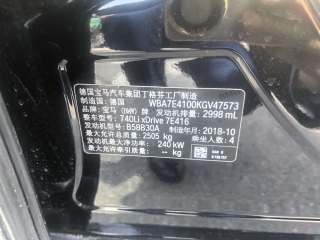 德国宝马汽车集团丁格芬工厂制造
制造国：德国 WBA7E4100KGV47573
品牌：宝马 (BMW) 发动机排量：2998 mL
整车型号：740Li xDrive 7E416
发动机型号：B58B30A 制造年月：2018-10
最大允许总质量：2505 kg 乘坐人数：4
发动机最大净功率：240 kW
最大允许牵引质量：-- kg